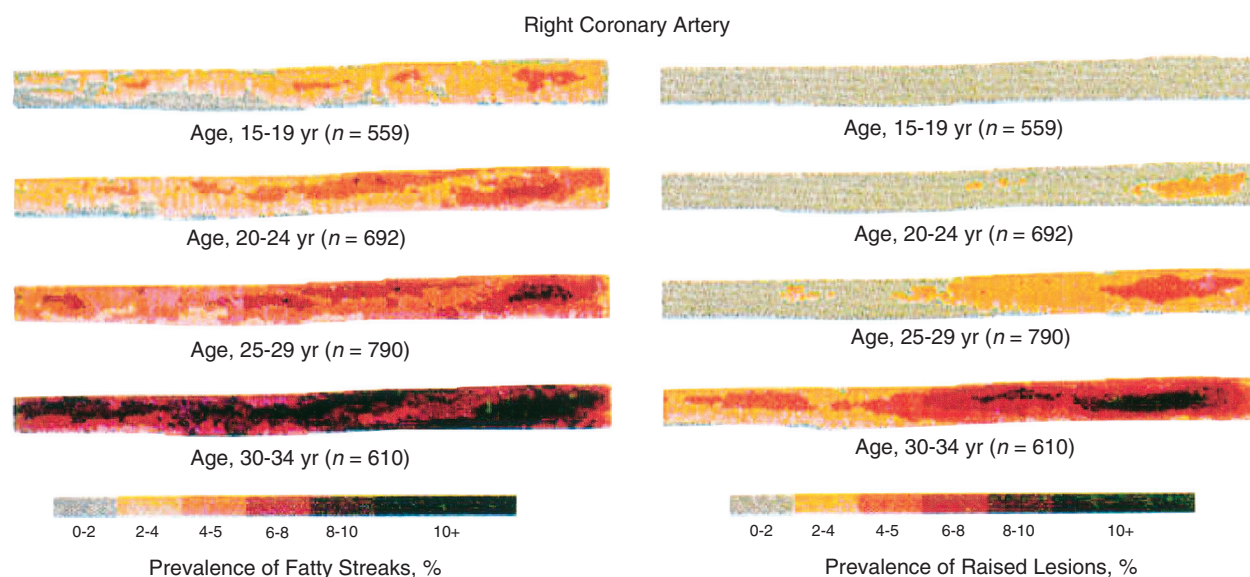 Right Coronary Artery
Age, 15-19 yr (n = 559)
Age, 20-24 yr (n = 692)
Age, 25-29 yr (n = 790)
Age, 30-34 yr (n = 610)
0-2 2-4 4-5 6-8 8-10 10+
Prevalence of Fatty Streaks, %
Age, 15-19 yr (n = 559)
Age, 20-24 yr (n = 692)
Age, 25-29 yr (n = 790)
Age, 30-34 yr (n = 610)
0-2 2-4 4-5 6-8 8-10 10+
Prevalence of Raised Lesions, %